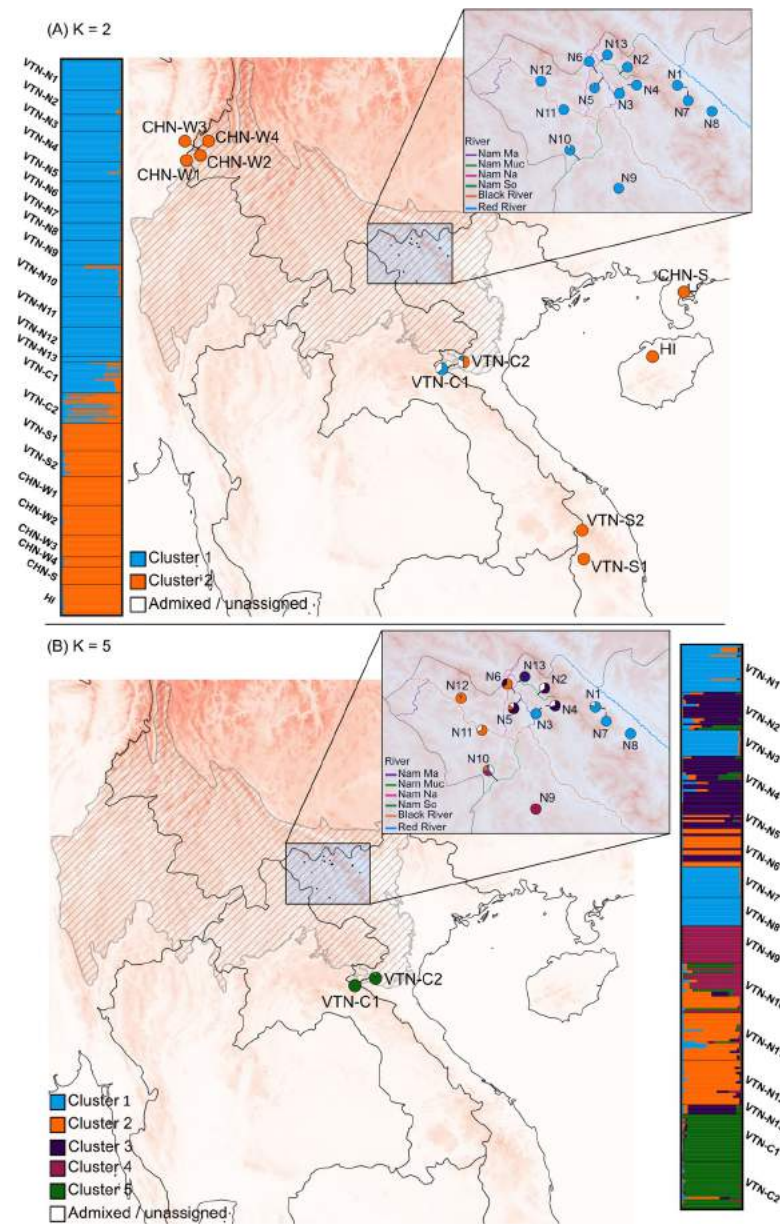 (A) K = 2
VTN-N1
VTN-N2
VTN-N3
VTN-N4
VTN-N5
VTN-N6
VTN-N7
VTN-N8
VTN-N9
VTN-N10
VTN-N11
VTN-N12
VTN-N13
VTN-C1
VTN-C2
VTN-S1
VTN-S2
CHN-W1
CHN-W2
CHN-W3
CHN-W4
CHN-S
HI
CHN-W3
CHN-W4
CHN-W2
CHN-W1
N13
N6
N2
N12
N4
N1
N5
N3
N7
N11
N8
N10
N9
River
Nam Ma
Nam Muc
Nam Na
Nam So
Black River
Red River
CHN-S
HI
VTN-C2
VTN-C1
VTN-S2
VTN-S1
Cluster 1
Cluster 2
Admixed / unassigned
(B) K = 5
N13
N6
N2
N12
N1
N5
N4
N3
N7
N11
N8
N10
N9
River
Nam Ma
Nam Muc
Nam Na
Nam So
Black River
Red River
VTN-C2
VTN-C1
Cluster 1
Cluster 2
Cluster 3
Cluster 4
Cluster 5
Admixed / unassigned
VTN-N1
VTN-N2
VTN-N3
VTN-N4
VTN-N5
VTN-N6
VTN-N7
VTN-N8
VTN-N9
VTN-C1
VTN-C2